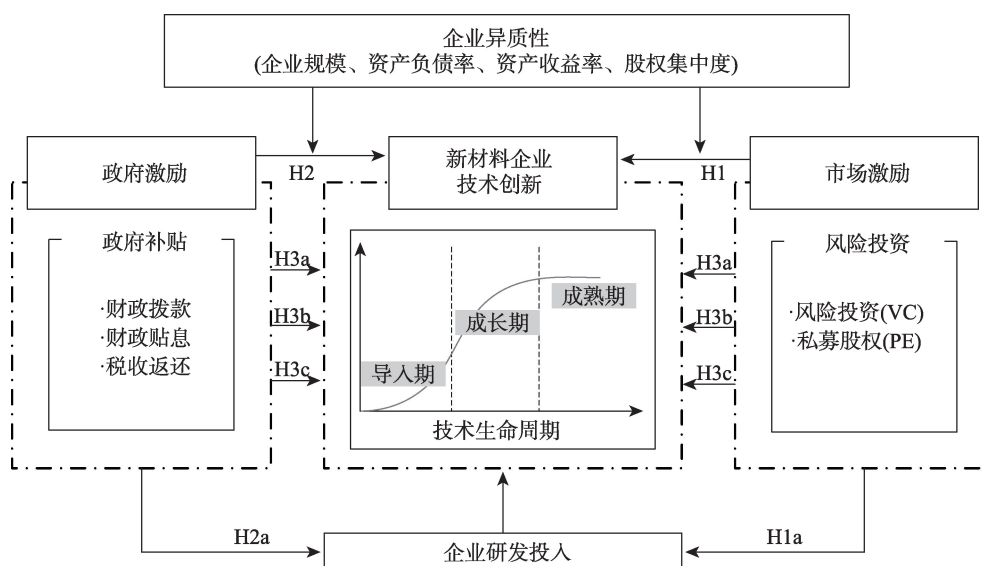 企业异质性
(企业规模、资产负债率、资产收益率、股权集中度)
政府激励
H2
新材料企业
技术创新
H1
市场激励
政府补贴
·财政拨款
·财政贴息
·税收返还
H3a
H3b
H3c
导入期
成长期
成熟期
技术生命周期
H3a
H3b
H3c
风险投资
·风险投资(VC)
·私募股权(PE)
H2a
企业研发投入
H1a